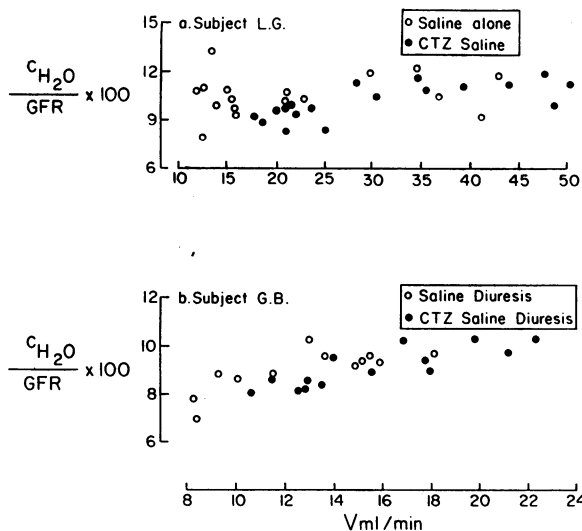 a. Subject L.G.
○ Saline alone
● CTZ Saline
15
12
9
6
CH2O
GFR
x 100
10 15 20 25 30 35 40 45 50
b. Subject G.B.
○ Saline Diuresis
● CTZ Saline Diuresis
12
10
8
6
CH2O
GFR
x 100
8 10 12 14 16 18 20 22 24
V ml/min